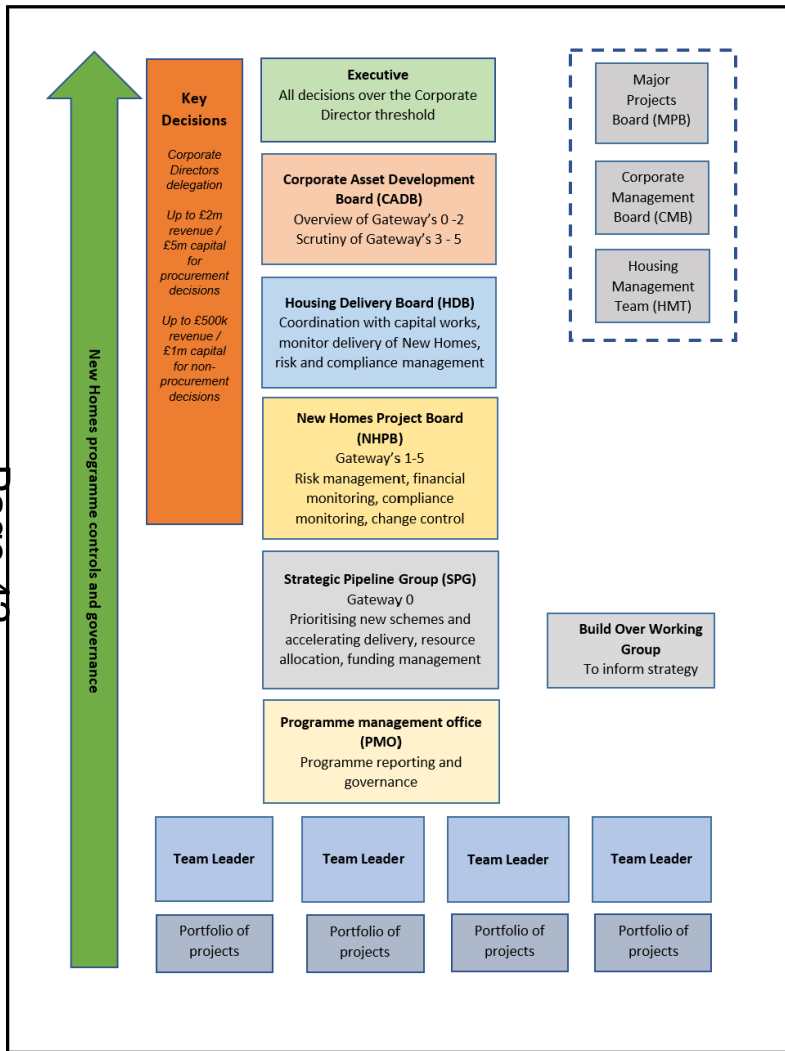 New Homes programme controls and governance
Key
Decisions
Corporate
Directors
delegation
Up to £2m
revenue /
£5m capital
for
procurement
decisions
Up to £500k
revenue /
£1m capital
for non-
procurement
decisions
Executive
All decisions over the Corporate
Director threshold
Corporate Asset Development
Board (CADB)
Overview of Gateway’s 0 -2
Scrutiny of Gateway’s 3 - 5
Housing Delivery Board (HDB)
Coordination with capital works,
monitor delivery of New Homes,
risk and compliance management
New Homes Project Board
(NHPB)
Gateway’s 1-5
Risk management, financial
monitoring, compliance
monitoring, change control
Strategic Pipeline Group (SPG)
Gateway 0
Prioritising new schemes and
accelerating delivery, resource
allocation, funding management
Programme management office
(PMO)
Programme reporting and
governance
Major
Projects
Board (MPB)
Corporate
Management
Board (CMB)
Housing
Management
Team (HMT)
Build Over Working
Group
To inform strategy
Team Leader
Team Leader
Team Leader
Team Leader
Portfolio of
projects
Portfolio of
projects
Portfolio of
projects
Portfolio of
projects